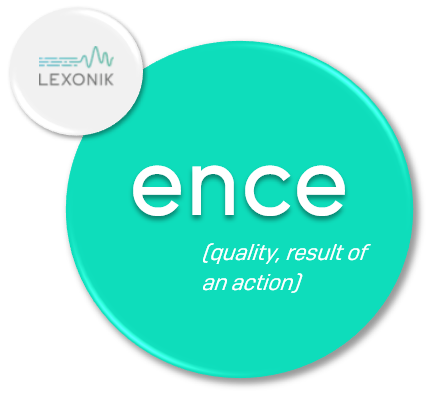 LEXONIK
ence
(quality, result of
an action)